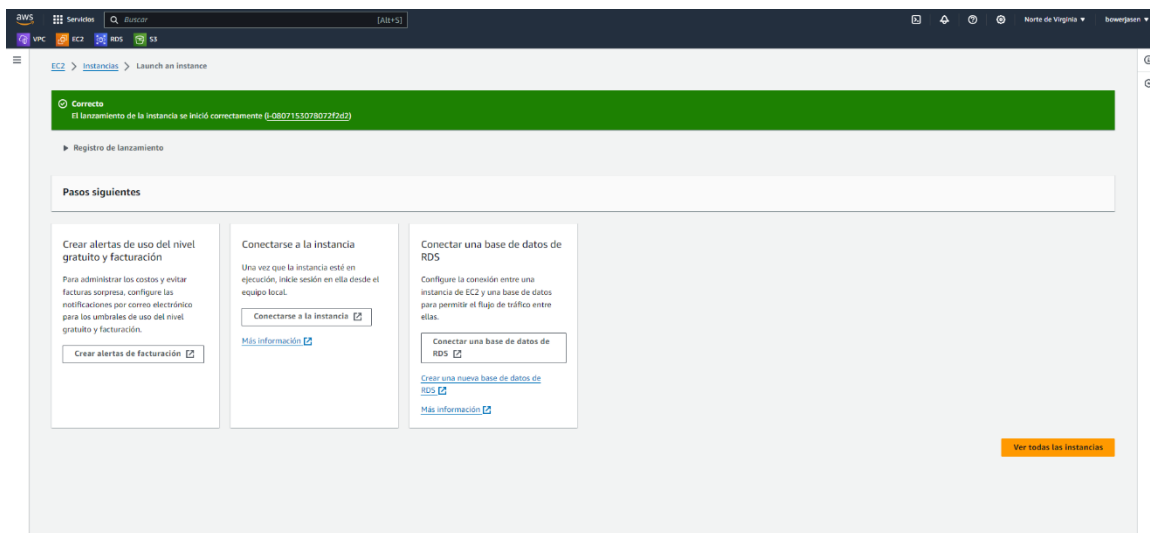 aws Servicios Buscar [Alt+S] Norte de Virginia bowerjasen
VPC EC2 RDS S3
EC2 > Instancias > Launch an instance
Correcto
El lanzamiento de la instancia se inició correctamente (i-0807153078072f2d2)
Registro de lanzamiento
Pasos siguientes
Crear alertas de uso del nivel
gratuito y facturación
Para administrar los costos y evitar
facturas sorpresa, configure las
notificaciones por correo electrónico
para los umbrales de uso del nivel
gratuito y facturación.
Crear alertas de facturación
Conectarse a la instancia
Una vez que la instancia esté en
ejecución, inicie sesión en ella desde el
equipo local.
Conectarse a la instancia
Más información
Conectar una base de datos de
RDS
Configure la conexión entre una
instancia de EC2 y una base de datos
para permitir el flujo de tráfico entre
ellas.
Conectar una base de datos de
RDS
Crear una nueva base de datos de
RDS
Más información
Ver todas las instancias